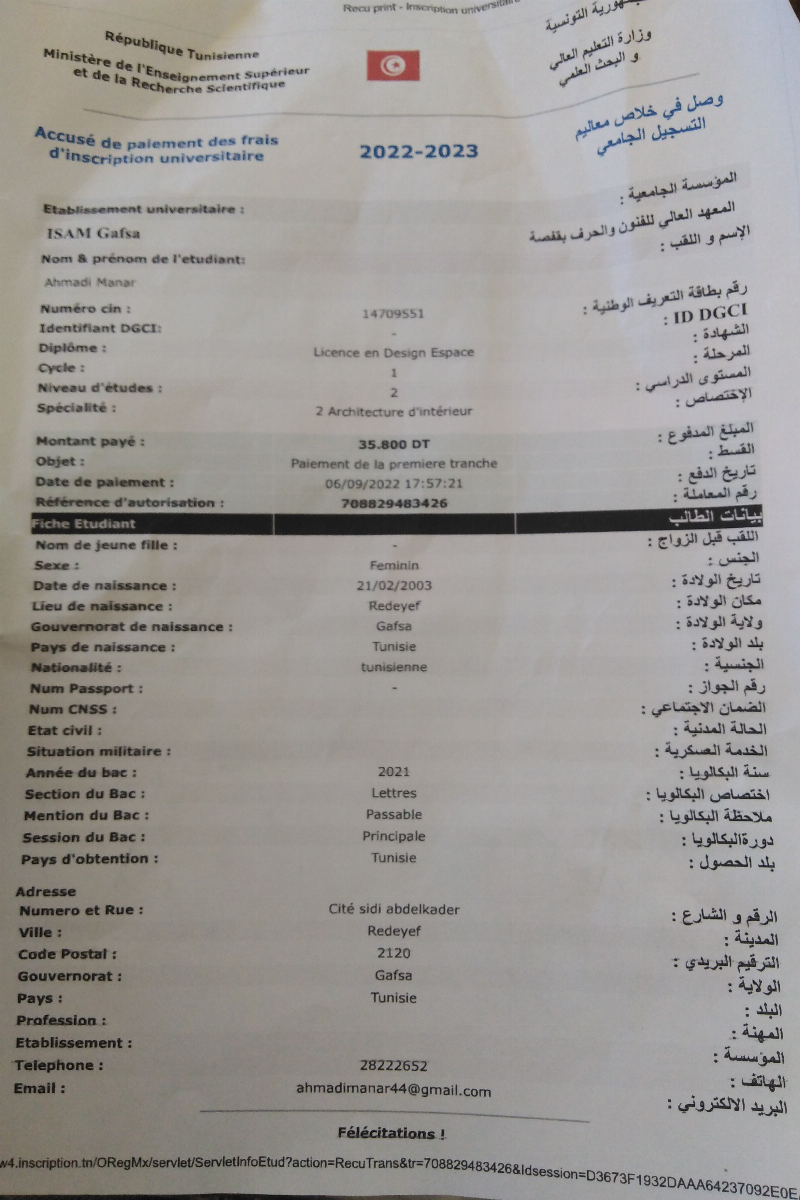 Recu print - Inscription universitaire
République Tunisienne
Ministère de l'Enseignement Supérieur
et de la Recherche Scientifique
الجمهورية التونسية
وزارة التعليم العالي
و البحث العلمي
Accusé de paiement des frais
d'inscription universitaire
2022-2023
وصل في خلاص معاليم
التسجيل الجامعي
Etablissement universitaire : المؤسسة الجامعية :
ISAM Gafsa المعهد العالي للفنون والحرف بقفصة
Nom & prénom de l'etudiant: الإسم و اللقب :
Ahmadi Manar
Numéro cin : 14709551 رقم بطاقة التعريف الوطنية :
Identifiant DGCI: - ID DGCI :
Diplôme : Licence en Design Espace الشهادة :
Cycle : 1 المرحلة :
Niveau d'études : 2 المستوى الدراسي :
Spécialité : 2 Architecture d'intérieur الإختصاص :
Montant payé : 35.800 DT المبلغ المدفوع :
Objet : Paiement de la premiere tranche القسط :
Date de paiement : 06/09/2022 17:57:21 تاريخ الدفع :
Référence d'autorisation : 708829483426 رقم المعاملة :
Fiche Etudiant بيانات الطالب
Nom de jeune fille : - اللقب قبل الزواج :
Sexe : Feminin الجنس :
Date de naissance : 21/02/2003 تاريخ الولادة :
Lieu de naissance : Redeyef مكان الولادة :
Gouvernorat de naissance : Gafsa ولاية الولادة :
Pays de naissance : Tunisie بلد الولادة :
Nationalité : tunisienne الجنسية :
Num Passport : - رقم الجواز :
Num CNSS : الضمان الاجتماعي :
Etat civil : الحالة المدنية :
Situation militaire : الخدمة العسكرية :
Année du bac : 2021 سنة البكالويا :
Section du Bac : Lettres اختصاص البكالويا :
Mention du Bac : Passable ملاحظة البكالويا :
Session du Bac : Principale دورةالبكالويا :
Pays d'obtention : Tunisie بلد الحصول :
Adresse
Numero et Rue : Cité sidi abdelkader الرقم و الشارع :
Ville : Redeyef المدينة :
Code Postal : 2120 الترقيم البريدي :
Gouvernorat : Gafsa الولاية :
Pays : Tunisie البلد :
Profession : المهنة :
Etablissement : المؤسسة :
Telephone : 28222652 الهاتف :
Email : ahmadimanar44@gmail.com البريد الالكتروني :
Félécitations !
w4.inscription.tn/ORegMx/servlet/ServletInfoEtud?action=RecuTrans&tr=708829483426&Idsession=D3673F1932DAAA64237092E0E